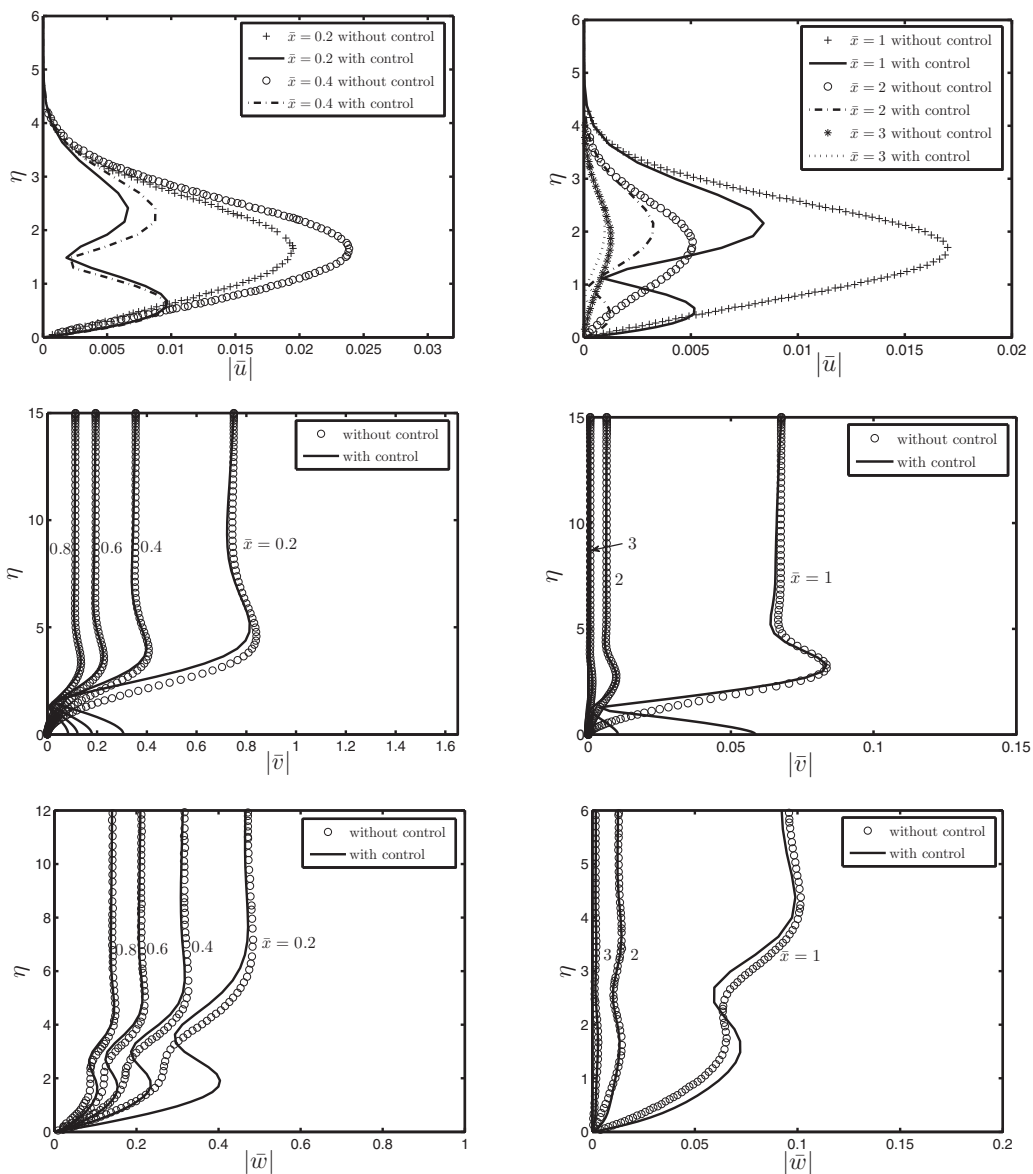 6
5
4
3
2
1
0
η
x̄ = 0.2 without control
x̄ = 0.2 with control
x̄ = 0.4 without control
x̄ = 0.4 with control
0 0.005 0.01 0.015 0.02 0.025 0.03
|ū|
6
5
4
3
2
1
0
η
x̄ = 1 without control
x̄ = 1 with control
x̄ = 2 without control
x̄ = 2 with control
x̄ = 3 without control
x̄ = 3 with control
0 0.005 0.01 0.015 0.02
|ū|
15
10
5
0
η
without control
with control
0.8 0.6 0.4 x̄ = 0.2
0 0.2 0.4 0.6 0.8 1 1.2 1.4 1.6
|v̄|
15
10
5
0
η
without control
with control
3
2
x̄ = 1
0 0.05 0.1 0.15
|v̄|
12
10
8
6
4
2
0
η
without control
with control
0.8 0.6 0.4 x̄ = 0.2
0 0.2 0.4 0.6 0.8 1
|w̄|
6
5
4
3
2
1
0
η
without control
with control
3 2 x̄ = 1
0 0.05 0.1 0.15 0.2
|w̄|